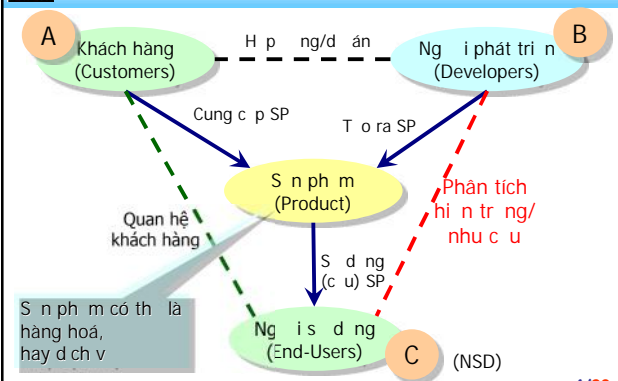 A
Khách hàng
(Customers)
H p ng/d án
B
Ng i phát tri n
(Developers)
Cung c p SP
T o ra SP
S n ph m
(Product)
Phân tích
hi n tr ng/
nhu c u
Quan hệ
khách hàng
S d ng
(c u) SP
S n ph m có th là
hàng hoá,
hay d ch v
Ng i s d ng
(End-Users)
C
(NSD)